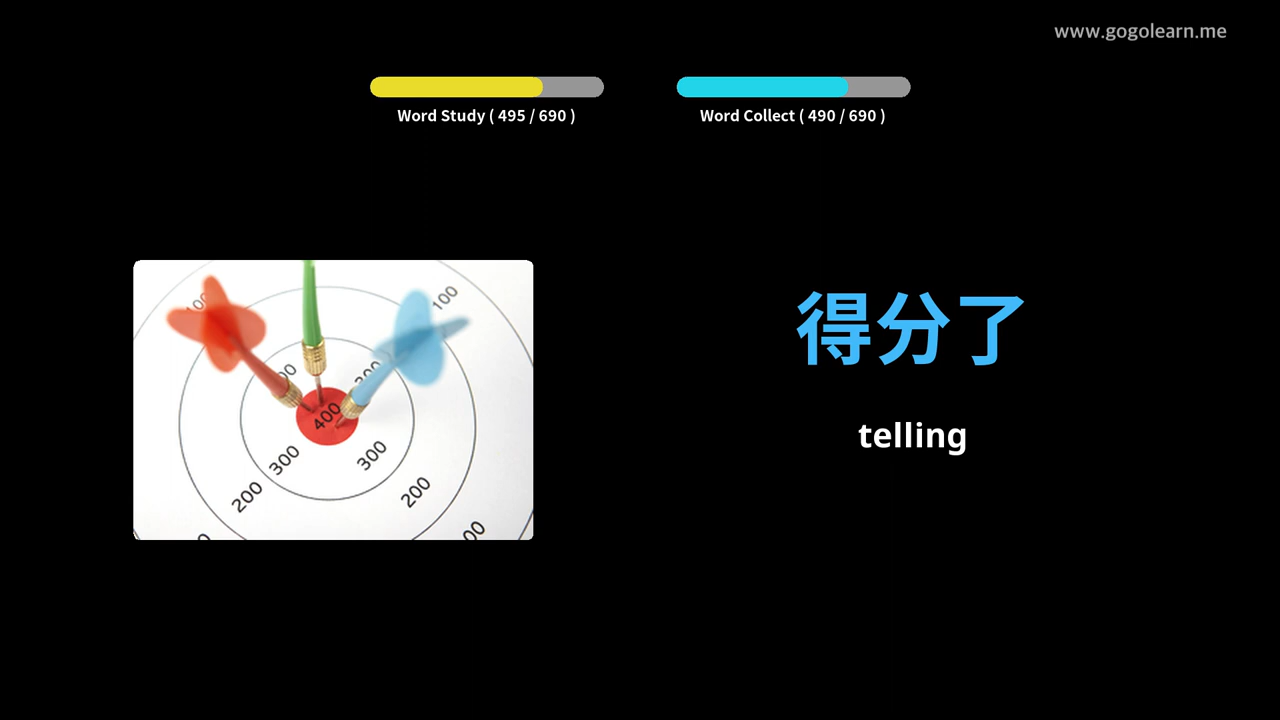 www.gogolearn.me
Word Study ( 495 / 690 )
Word Collect ( 490 / 690 )
得分了
telling
100
100
400
300
300
200
200